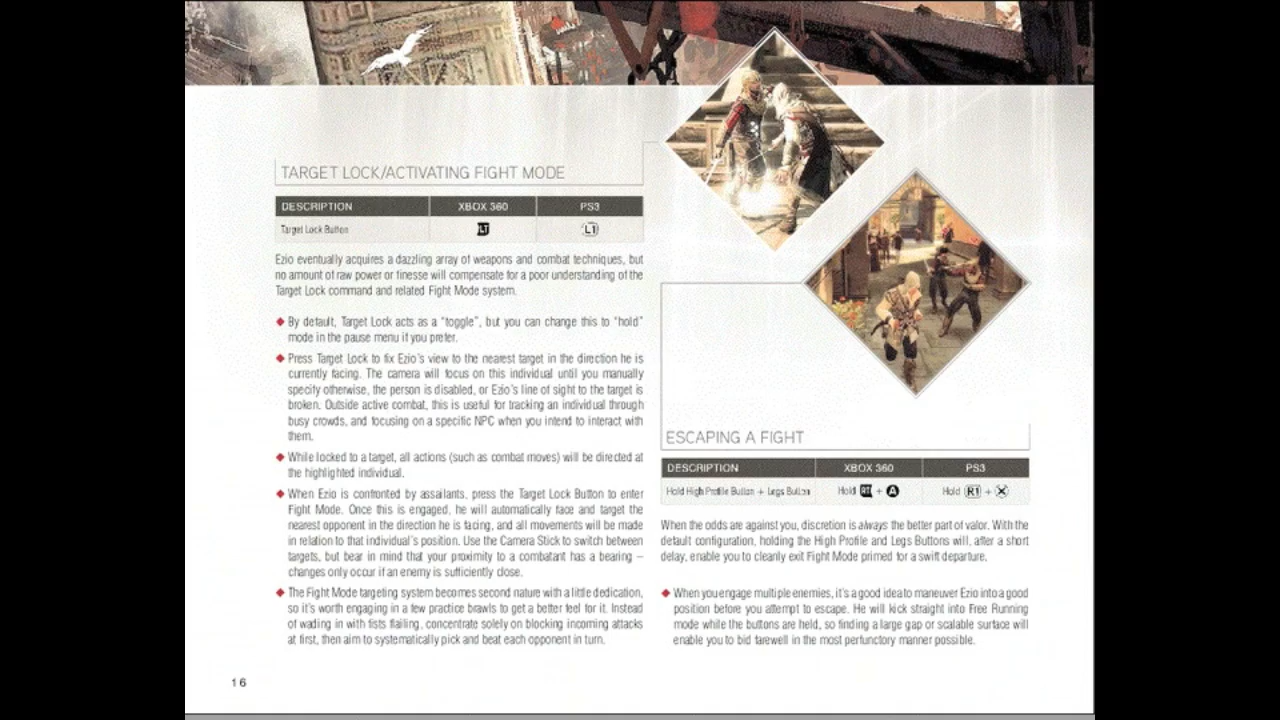 TARGET LOCK/ACTIVATING FIGHT MODE
DESCRIPTION XBOX 360 PS3
Target Lock Button LT L1
Ezio eventually acquires a dazzling array of weapons and combat techniques, but
no amount of raw power or finesse will compensate for a poor understanding of the
Target Lock command and related Fight Mode system.
By default, Target Lock acts as a “toggle”, but you can change this to “hold”
mode in the pause menu if you prefer.
Press Target Lock to fix Ezio’s view to the nearest target in the direction he is
currently facing. The camera will focus on this individual until you manually
specify otherwise, the person is disabled, or Ezio’s line of sight to the target is
broken. Outside active combat, this is useful for tracking an individual through
busy crowds, and focusing on a specific NPC when you intend to interact with
them.
While locked to a target, all actions (such as combat moves) will be directed at
the highlighted individual.
When Ezio is confronted by assailants, press the Target Lock Button to enter
Fight Mode. Once this is engaged, he will automatically face and target the
nearest opponent in the direction he is facing, and all movements will be made
in relation to that individual’s position. Use the Camera Stick to switch between
targets, but bear in mind that your proximity to a combatant has a bearing –
changes only occur if an enemy is sufficiently close.
The Fight Mode targeting system becomes second nature with a little dedication,
so it’s worth engaging in a few practice brawls to get a better feel for it. Instead
of wading in with fists flailing, concentrate solely on blocking incoming attacks
at first, then aim to systematically pick and beat each opponent in turn.
ESCAPING A FIGHT
DESCRIPTION XBOX 360 PS3
Hold High Profile Button + Legs Button Hold RT + A Hold R1 + X
When the odds are against you, discretion is always the better part of valor. With the
default configuration, holding the High Profile and Legs Buttons will, after a short
delay, enable you to cleanly exit Fight Mode primed for a swift departure.
When you engage multiple enemies, it’s a good idea to maneuver Ezio into a good
position before you attempt to escape. He will kick straight into Free Running
mode while the buttons are held, so finding a large gap or scalable surface will
enable you to bid farewell in the most perfunctory manner possible.
16